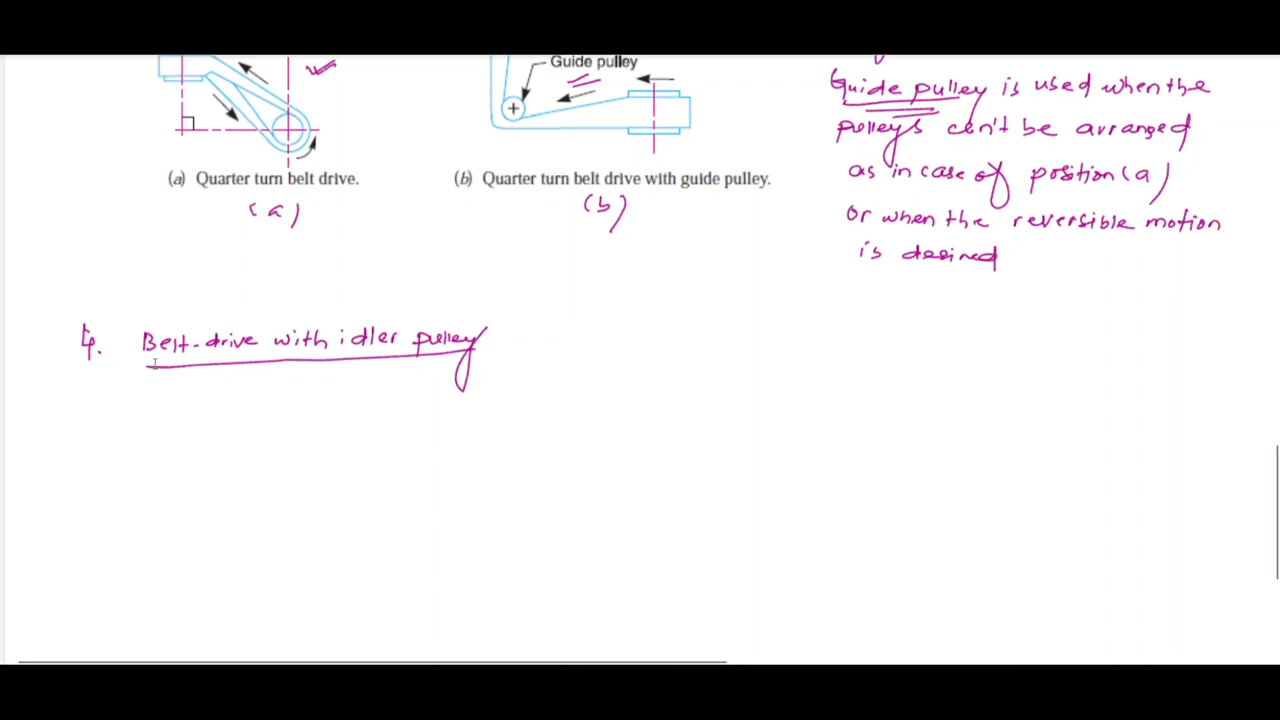 Guide pulley
(a) Quarter turn belt drive.
(b) Quarter turn belt drive with guide pulley.
(a)
(b)
Guide pulley is used when the
pulleys can't be arranged
as in case of position (a)
or when the reversible motion
is desired
4. Belt-drive with idler pulley